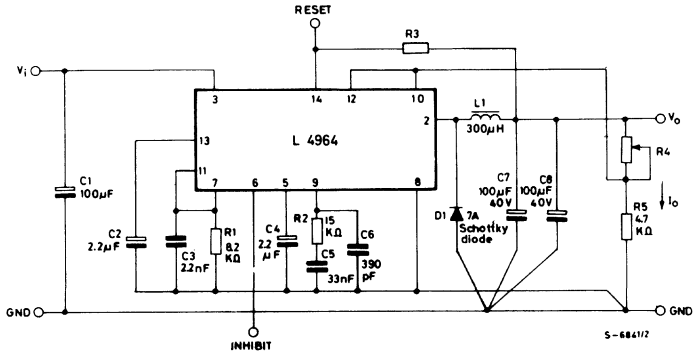 RESET
R3
Vi
3
14
12
10
L 4964
2
L1
300µH
Vo
13
11
7
6
5
9
8
R4
C1
100µF
C2
2.2µF
C3
2.2nF
R1
8.2
KΩ
C4
2.2
µF
R2
15
KΩ
C5
33nF
C6
390
pF
D1
7A
Schottky
diode
C7
100µF
40V
C8
100µF
40V
R5
4.7
KΩ
Io
GND
INHIBIT
GND
S-6841/2